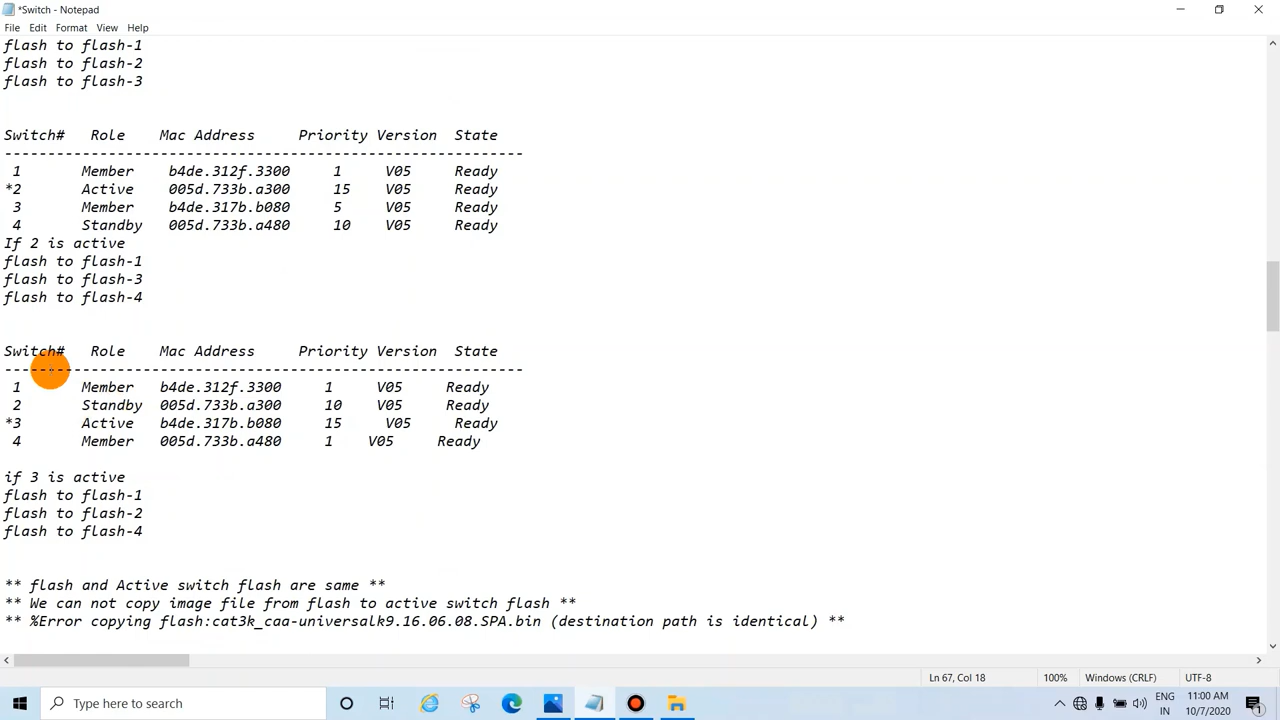 *Switch - Notepad
File Edit Format View Help
flash to flash-1
flash to flash-2
flash to flash-3
Switch# Role Mac Address Priority Version State
------------------------------------------------------------
1 Member b4de.312f.3300 1 V05 Ready
*2 Active 005d.733b.a300 15 V05 Ready
3 Member b4de.317b.b080 5 V05 Ready
4 Standby 005d.733b.a480 10 V05 Ready
If 2 is active
flash to flash-1
flash to flash-3
flash to flash-4
Switch# Role Mac Address Priority Version State
------------------------------------------------------------
1 Member b4de.312f.3300 1 V05 Ready
2 Standby 005d.733b.a300 10 V05 Ready
*3 Active b4de.317b.b080 15 V05 Ready
4 Member 005d.733b.a480 1 V05 Ready
if 3 is active
flash to flash-1
flash to flash-2
flash to flash-4
** flash and Active switch flash are same **
** We can not copy image file from flash to active switch flash **
** %Error copying flash:cat3k_caa-universalk9.16.06.08.SPA.bin (destination path is identical) **
Ln 67, Col 18 100% Windows (CRLF) UTF-8
Type here to search
ENG
IN
11:00 AM
10/7/2020
1